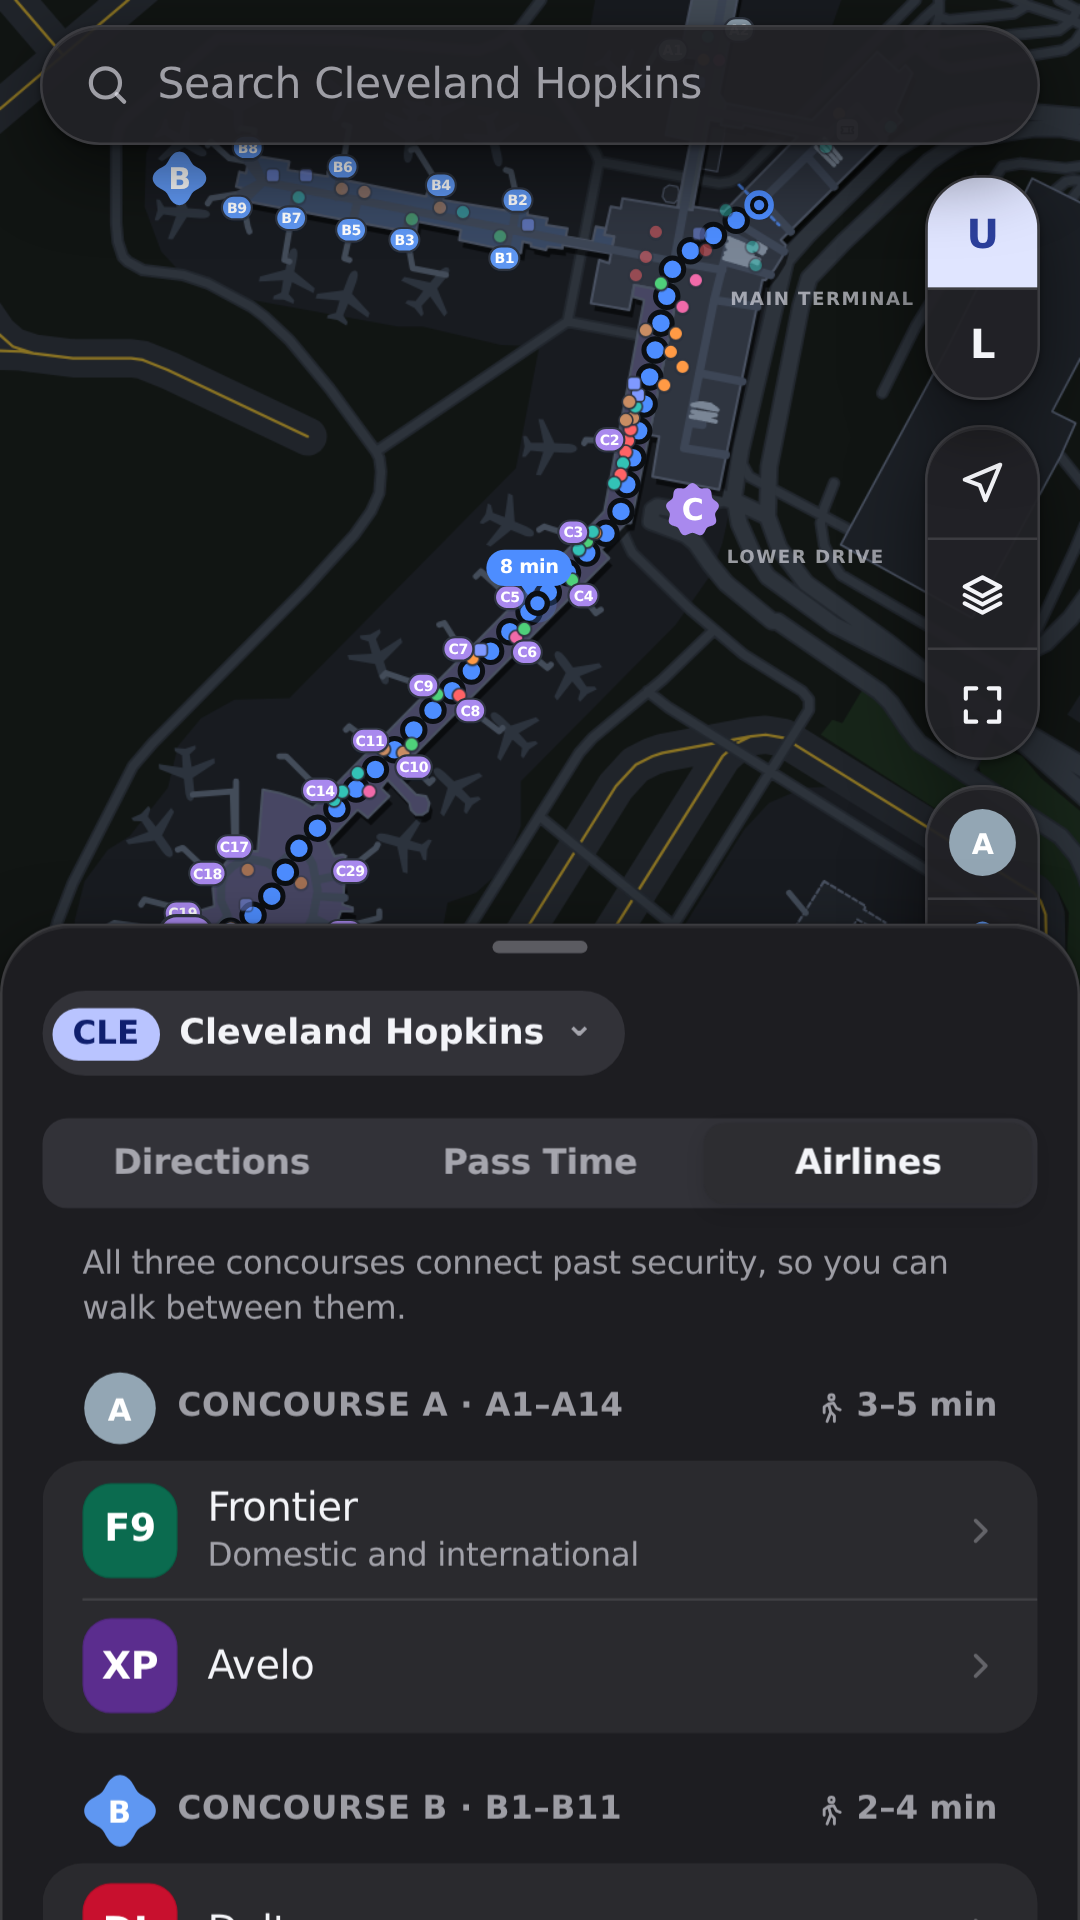 Search Cleveland Hopkins
B8
B
B6
B4
B2
B9
B7
B5
B3
B1
U
MAIN TERMINAL
L
C2
C
C3
LOWER DRIVE
8 min
C5
C4
C7
C6
C9
C8
C11
C10
C14
A
C17
C18
C29
C19
CLE Cleveland Hopkins
Directions Pass Time Airlines
All three concourses connect past security, so you can
walk between them.
A CONCOURSE A · A1–A14 3–5 min
F9 Frontier
Domestic and international
XP Avelo
B CONCOURSE B · B1–B11 2–4 min